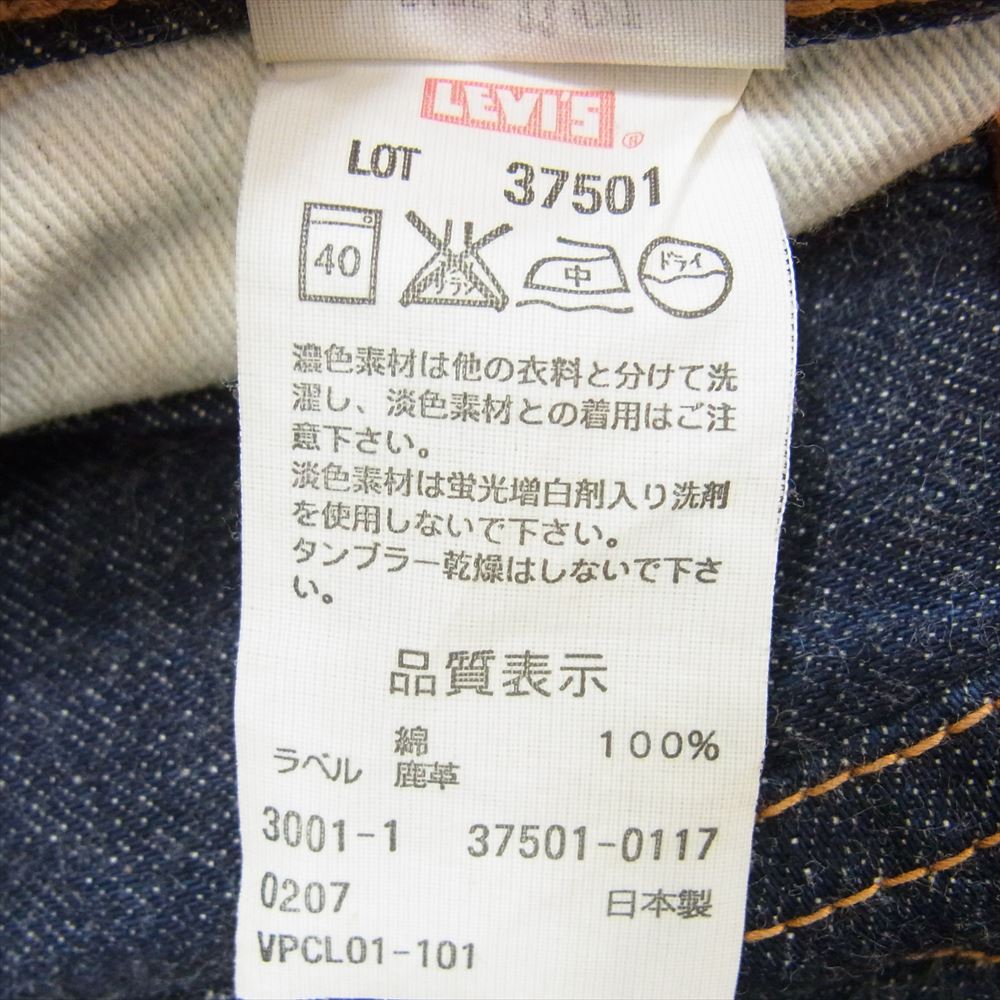 LEVI'S®
LOT 37501
40 中 ドライ
濃色素材は他の衣料と分けて洗
濯し、淡色素材との着用はご注
意下さい。
淡色素材は蛍光増白剤入り洗剤
を使用しないで下さい。
タンブラー乾燥はしないで下さ
い。
品質表示
綿 100%
ラベル 鹿革
3001-1 37501-0117
0207 日本製
VPCL01-101